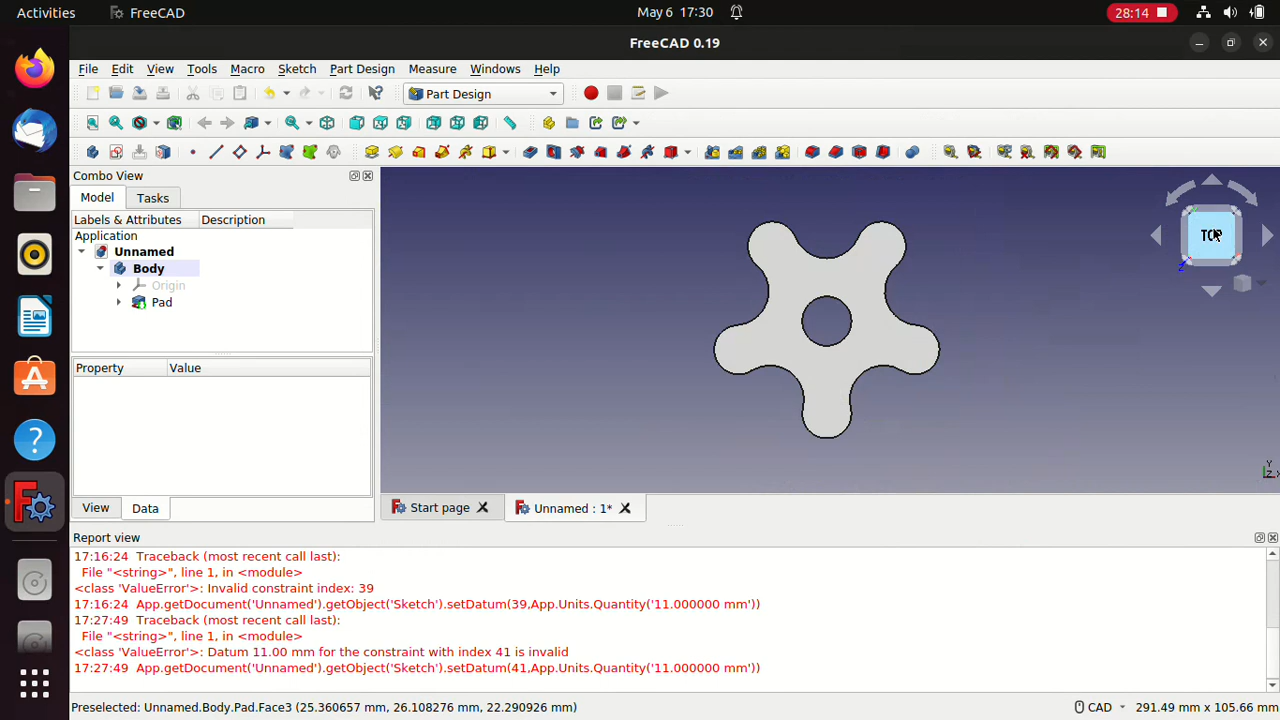 Activities FreeCAD May 6 17:30 28:14
FreeCAD 0.19
File Edit View Tools Macro Sketch Part Design Measure Windows Help
Part Design
Combo View
Model Tasks
Labels & Attributes Description
Application
Unnamed
Body
Origin
Pad
Property Value
View Data
TOP
Z
Y
Z X
Start page Unnamed : 1*
Report view
17:16:24 Traceback (most recent call last):
File "<string>", line 1, in <module>
<class 'ValueError'>: Invalid constraint index: 39
17:16:24 App.getDocument('Unnamed').getObject('Sketch').setDatum(39,App.Units.Quantity('11.000000 mm'))
17:27:49 Traceback (most recent call last):
File "<string>", line 1, in <module>
<class 'ValueError'>: Datum 11.00 mm for the constraint with index 41 is invalid
17:27:49 App.getDocument('Unnamed').getObject('Sketch').setDatum(41,App.Units.Quantity('11.000000 mm'))
Preselected: Unnamed.Body.Pad.Face3 (25.360657 mm, 26.108276 mm, 22.290926 mm) CAD 291.49 mm x 105.66 mm